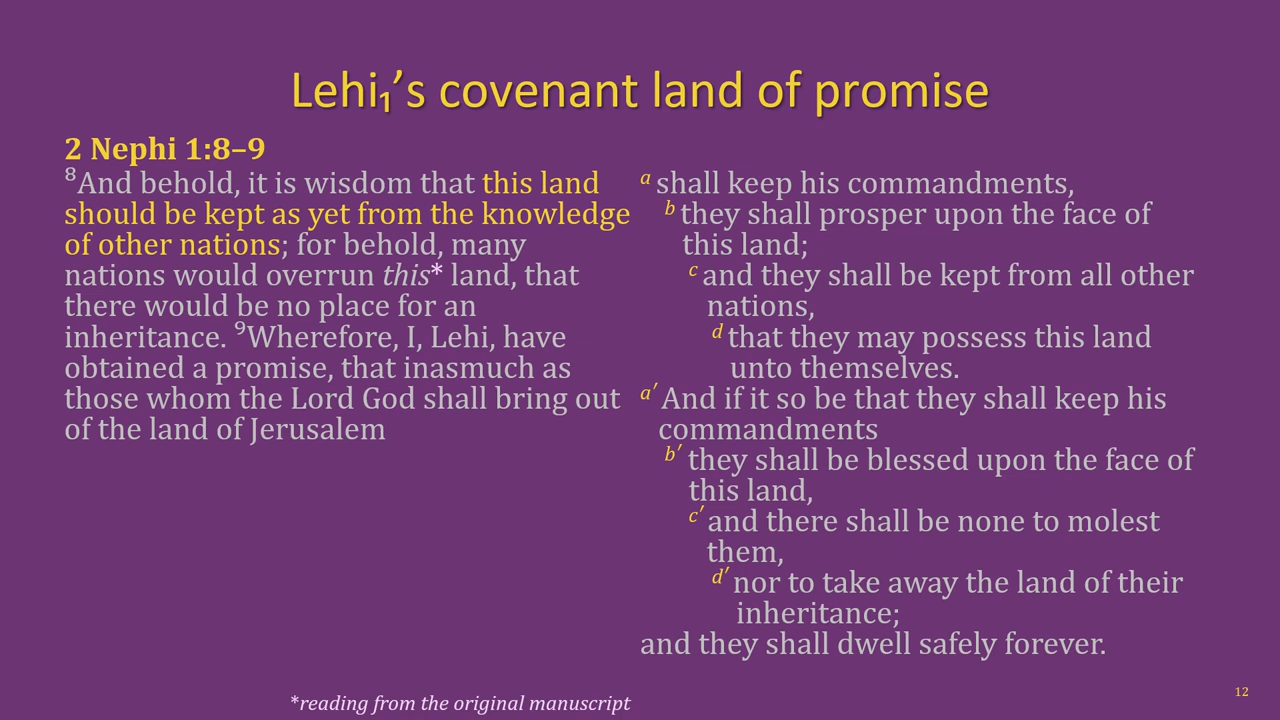 Lehi₁’s covenant land of promise
2 Nephi 1:8–9
⁸And behold, it is wisdom that this land
should be kept as yet from the knowledge
of other nations; for behold, many
nations would overrun this* land, that
there would be no place for an
inheritance. ⁹Wherefore, I, Lehi, have
obtained a promise, that inasmuch as
those whom the Lord God shall bring out
of the land of Jerusalem
a shall keep his commandments,
b they shall prosper upon the face of
this land;
c and they shall be kept from all other
nations,
d that they may possess this land
unto themselves.
a′ And if it so be that they shall keep his
commandments
b′ they shall be blessed upon the face of
this land,
c′ and there shall be none to molest
them,
d′ nor to take away the land of their
inheritance;
and they shall dwell safely forever.
*reading from the original manuscript
12